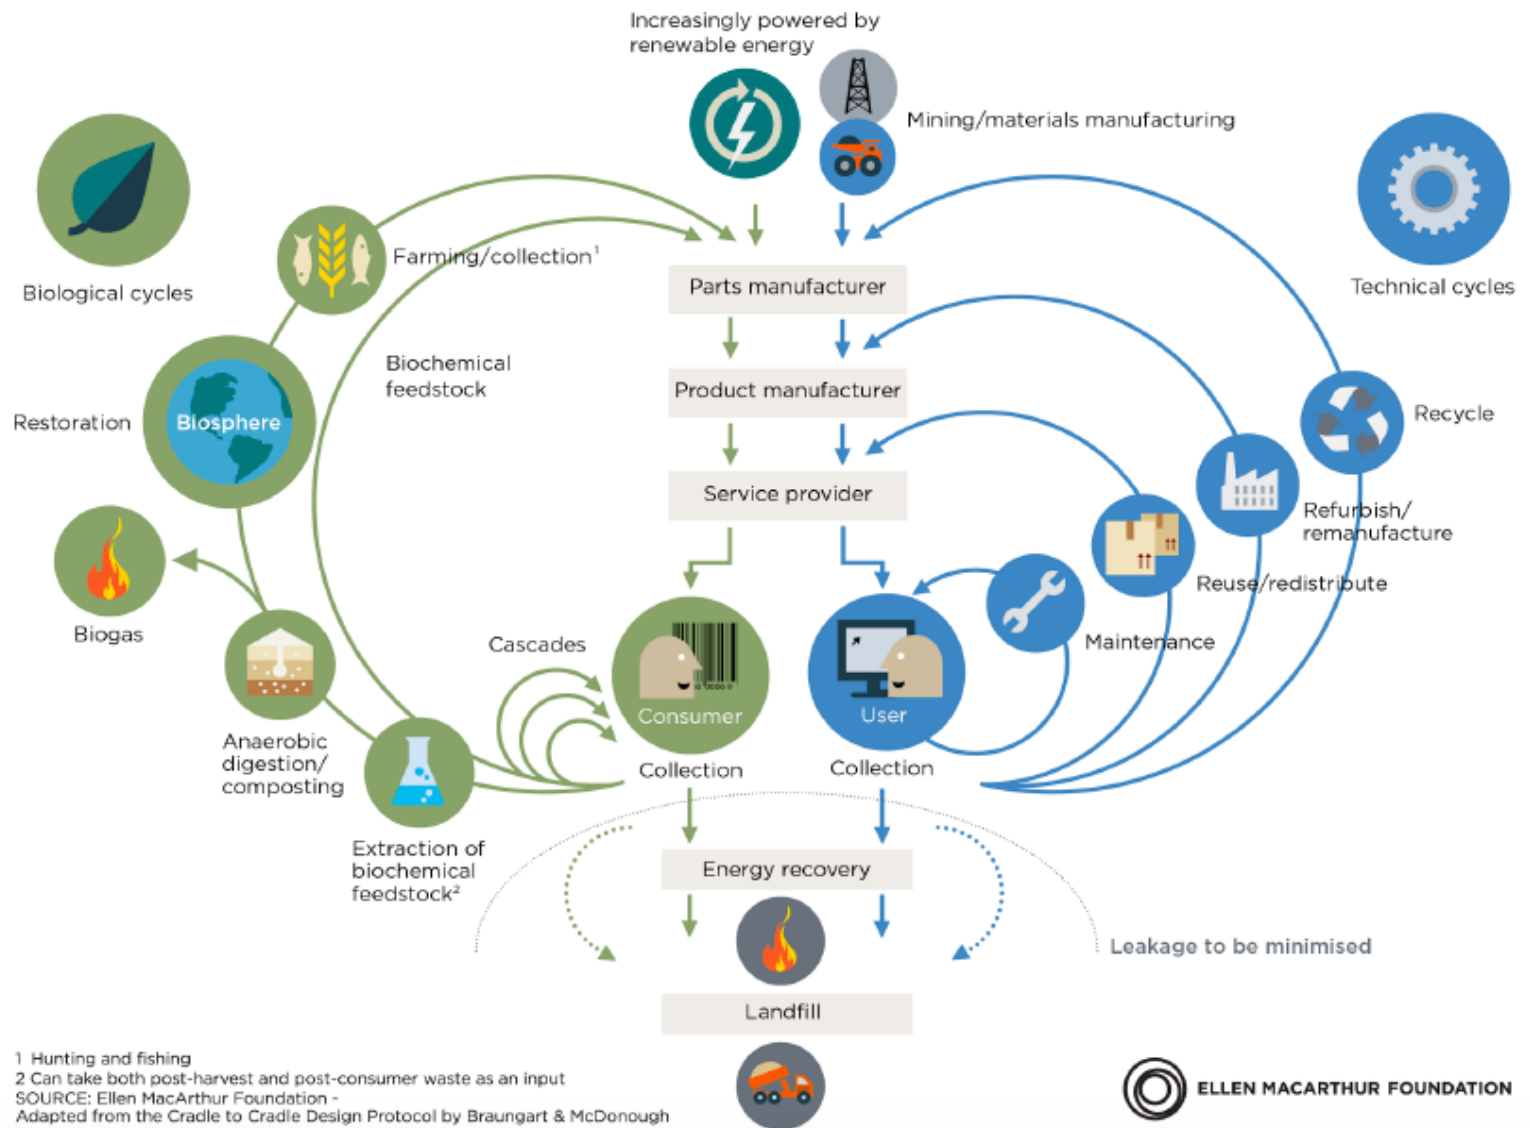 Increasingly powered by
renewable energy
Mining/materials manufacturing
Biological cycles
Technical cycles
Farming/collection¹
Parts manufacturer
Biochemical
feedstock
Product manufacturer
Restoration
Biosphere
Recycle
Service provider
Refurbish/
remanufacture
Reuse/redistribute
Biogas
Cascades
Maintenance
Consumer
User
Anaerobic
digestion/
composting
Collection
Collection
Extraction of
biochemical
feedstock²
Energy recovery
Leakage to be minimised
Landfill
1 Hunting and fishing
2 Can take both post-harvest and post-consumer waste as an input
SOURCE: Ellen MacArthur Foundation -
Adapted from the Cradle to Cradle Design Protocol by Braungart & McDonough
ELLEN MACARTHUR FOUNDATION